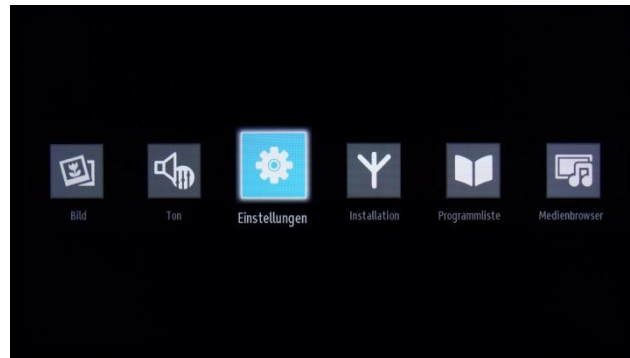 Bild
Ton
Einstellungen
Installation
Programmliste
Medienbrowser